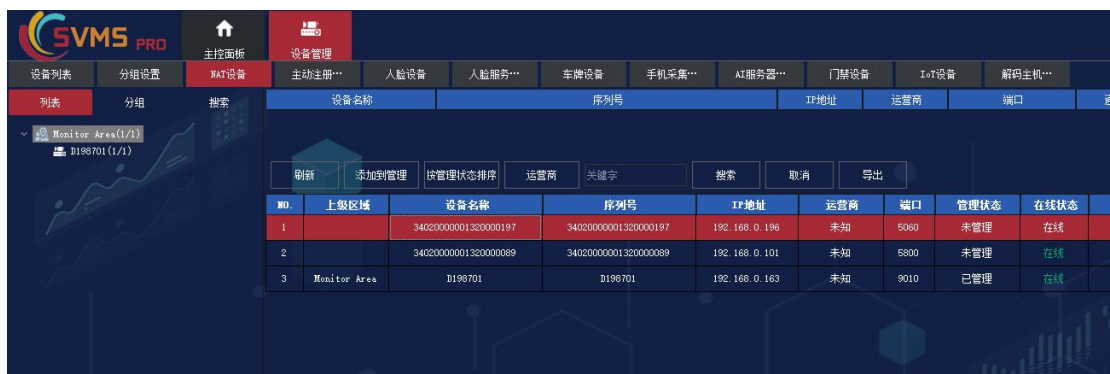 SVMS PRO
主控面板
设备管理
设备列表 分组设置 NAT设备 主动注册… 人脸设备 人脸服务… 车牌设备 手机采集… AI服务器… 门禁设备 IoT设备 解码主机…
列表 分组 搜索 设备名称 序列号 IP地址 运营商 端口
Monitor Area(1/1)
D198701(1/1)
刷新 添加到管理 按管理状态排序 运营商 关键字 搜索 取消 导出
NO. 上级区域 设备名称 序列号 IP地址 运营商 端口 管理状态 在线状态
1 34020000001320000197 34020000001320000197 192.168.0.196 未知 5060 未管理 在线
2 34020000001320000089 34020000001320000089 192.168.0.101 未知 5800 未管理 在线
3 Monitor Area D198701 D198701 192.168.0.163 未知 9010 已管理 在线